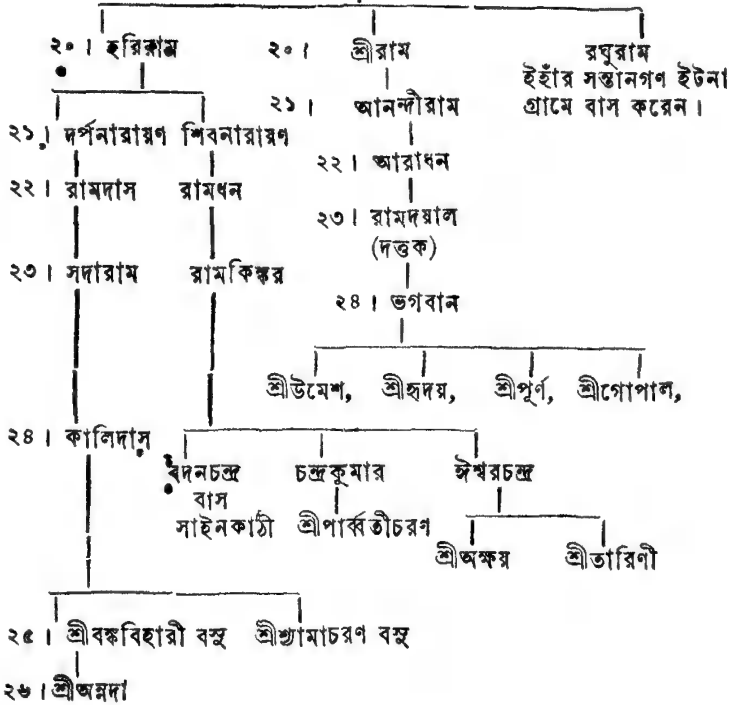 ২০। হরিরাম ২০। শ্রীরাম রঘুরাম
ইহাঁর সন্তানগণ ইটনা
২১। আনন্দীরাম গ্রামে বাস করেন।
২১। দর্পনারায়ণ শিবনারায়ণ
২২। আরাধন
২২। রামদাস রামধন
২৩। রামদয়াল
(দত্তক)
২৩। সদারাম রামকিঙ্কর
২৪। ভগবান
শ্রীউমেশ, শ্রীহৃদয়, শ্রীপূর্ণ, শ্রীগোপাল,
২৪। কালিদাস
বদনচন্দ্র চন্দ্রকুমার ঈশ্বরচন্দ্র
বাস
সাইনকাঠী শ্রীপার্ব্বতীচরণ
শ্রীঅক্ষয় শ্রীতারিণী
২৫। শ্রীবঙ্কবিহারী বসু শ্রীশ্যামাচরণ বসু
২৬। শ্রীঅন্নদা